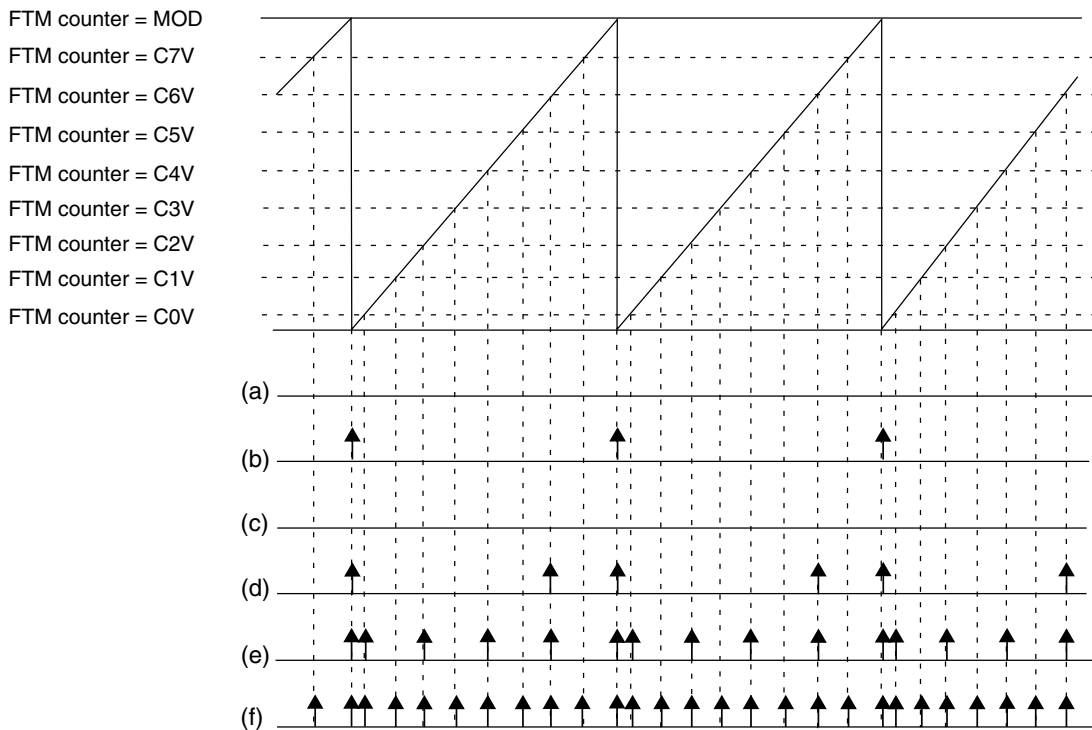 FTM counter = MOD
FTM counter = C7V
FTM counter = C6V
FTM counter = C5V
FTM counter = C4V
FTM counter = C3V
FTM counter = C2V
FTM counter = C1V
FTM counter = C0V
(a)
(b)
(c)
(d)
(e)
(f)